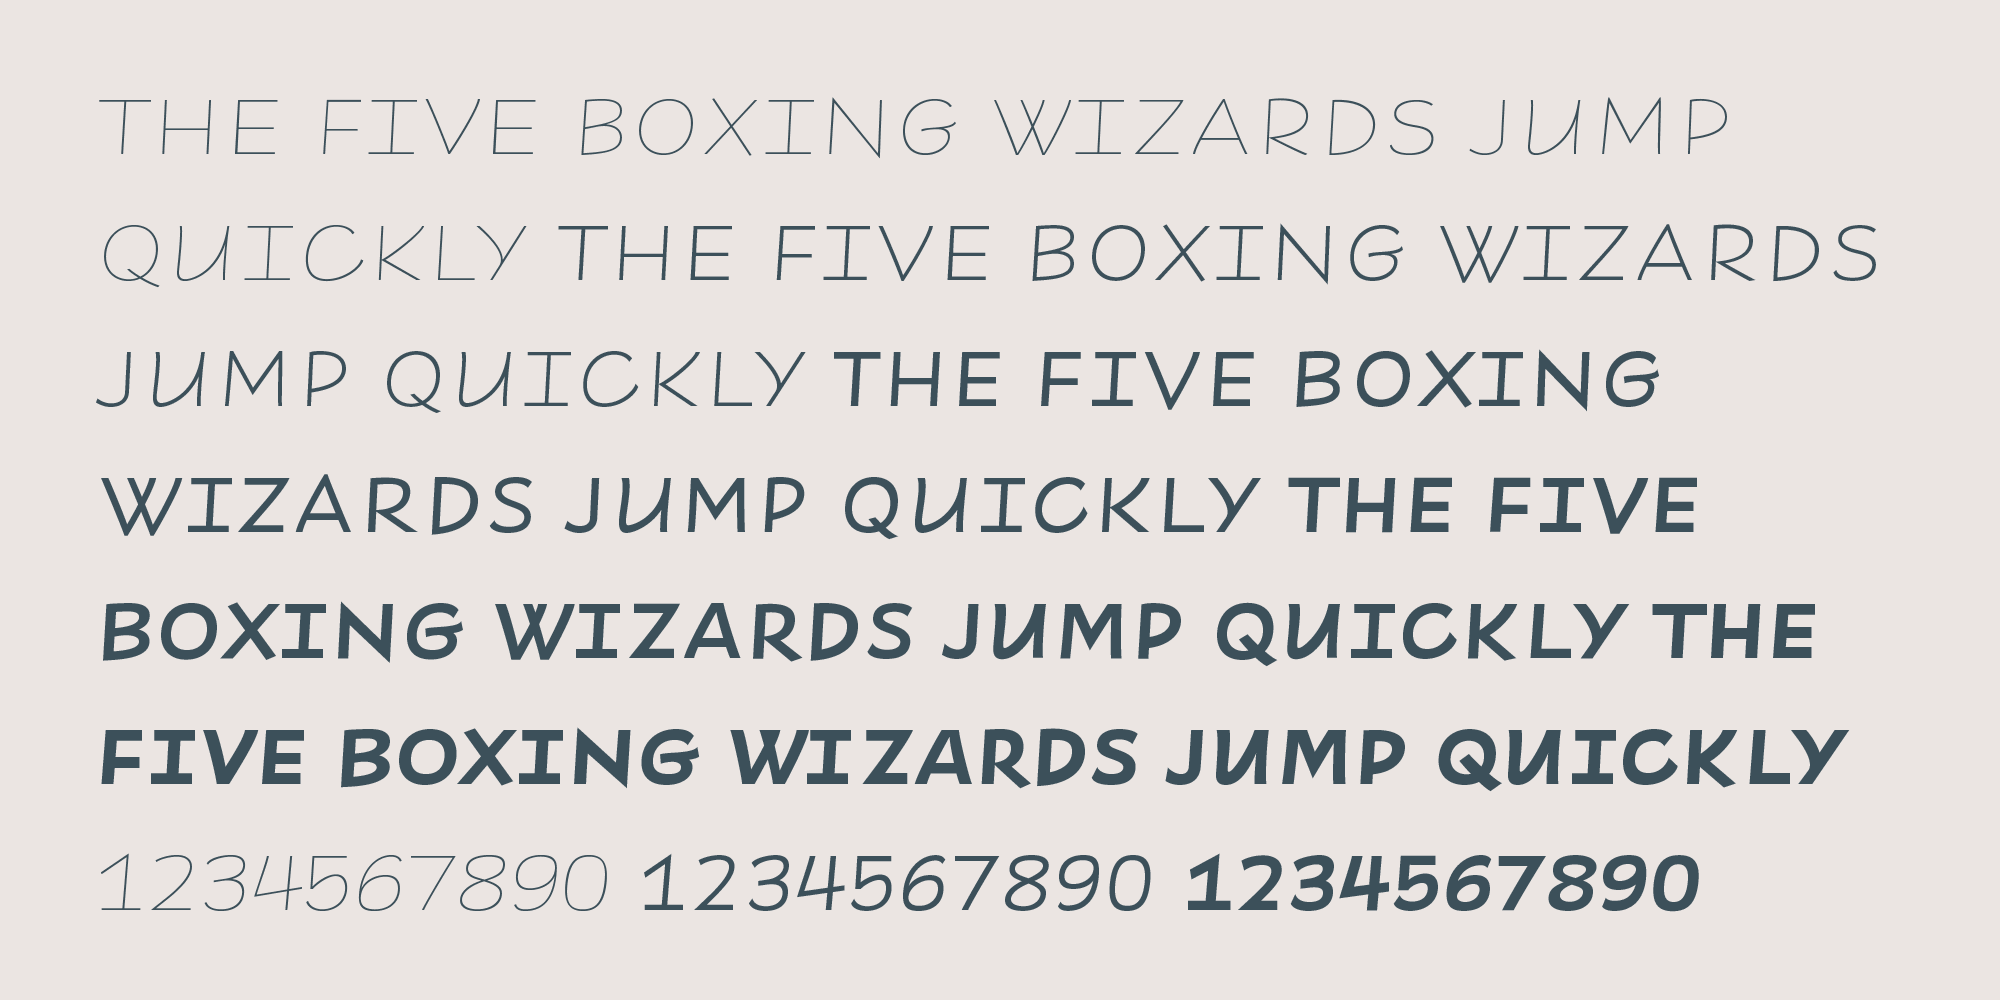 THE FIVE BOXING WIZARDS JUMP
QUICKLY THE FIVE BOXING WIZARDS
JUMP QUICKLY THE FIVE BOXING
WIZARDS JUMP QUICKLY THE FIVE
BOXING WIZARDS JUMP QUICKLY THE
FIVE BOXING WIZARDS JUMP QUICKLY
1234567890 1234567890 1234567890